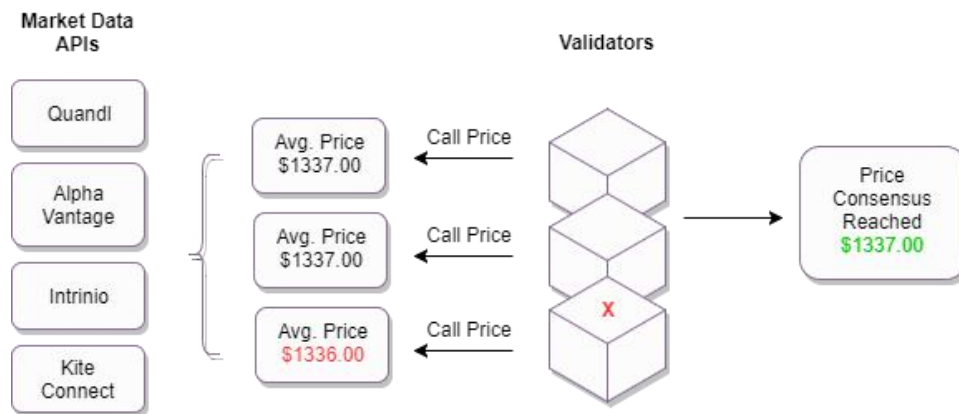 Market Data
APIs
Quandl
Alpha
Vantage
Intrinio
Kite
Connect
Avg. Price
$1337.00
Avg. Price
$1337.00
Avg. Price
$1336.00
Call Price
Call Price
Call Price
Validators
X
Price
Consensus
Reached
$1337.00